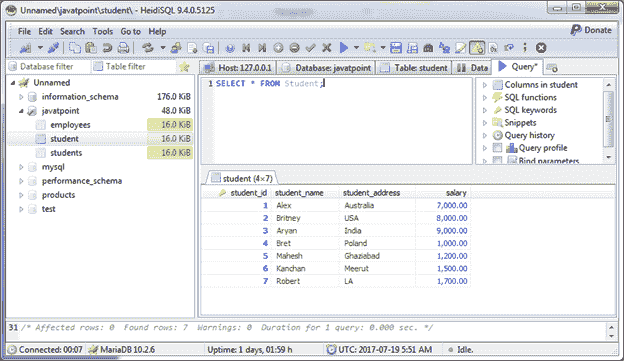 Unnamed\javatpoint\student\ - HeidiSQL 9.4.0.5125
File Edit Search Tools Go to Help
Donate
Database filter Table filter
Host: 127.0.0.1 Database: javatpoint Table: student Data Query*
Unnamed
information_schema 176.0 KiB
javatpoint 48.0 KiB
employees 16.0 KiB
student 16.0 KiB
students 16.0 KiB
mysql
performance_schema
products
test
1 SELECT * FROM Student;
Columns in student
SQL functions
SQL keywords
Snippets
Query history
Query profile
Bind parameters
student (4×7)
student_id student_name student_address salary
1 Alex Australia 7,000.00
2 Britney USA 8,000.00
3 Aryan India 9,000.00
4 Bret Poland 1,000.00
5 Mahesh Ghaziabad 1,200.00
6 Kanchan Meerut 1,500.00
7 Robert LA 1,700.00
31 /* Affected rows: 0 Found rows: 7 Warnings: 0 Duration for 1 query: 0.000 sec. */
Connected: 00:07 MariaDB 10.2.6 Uptime: 1 days, 01:59 h UTC: 2017-07-19 5:51 AM Idle.